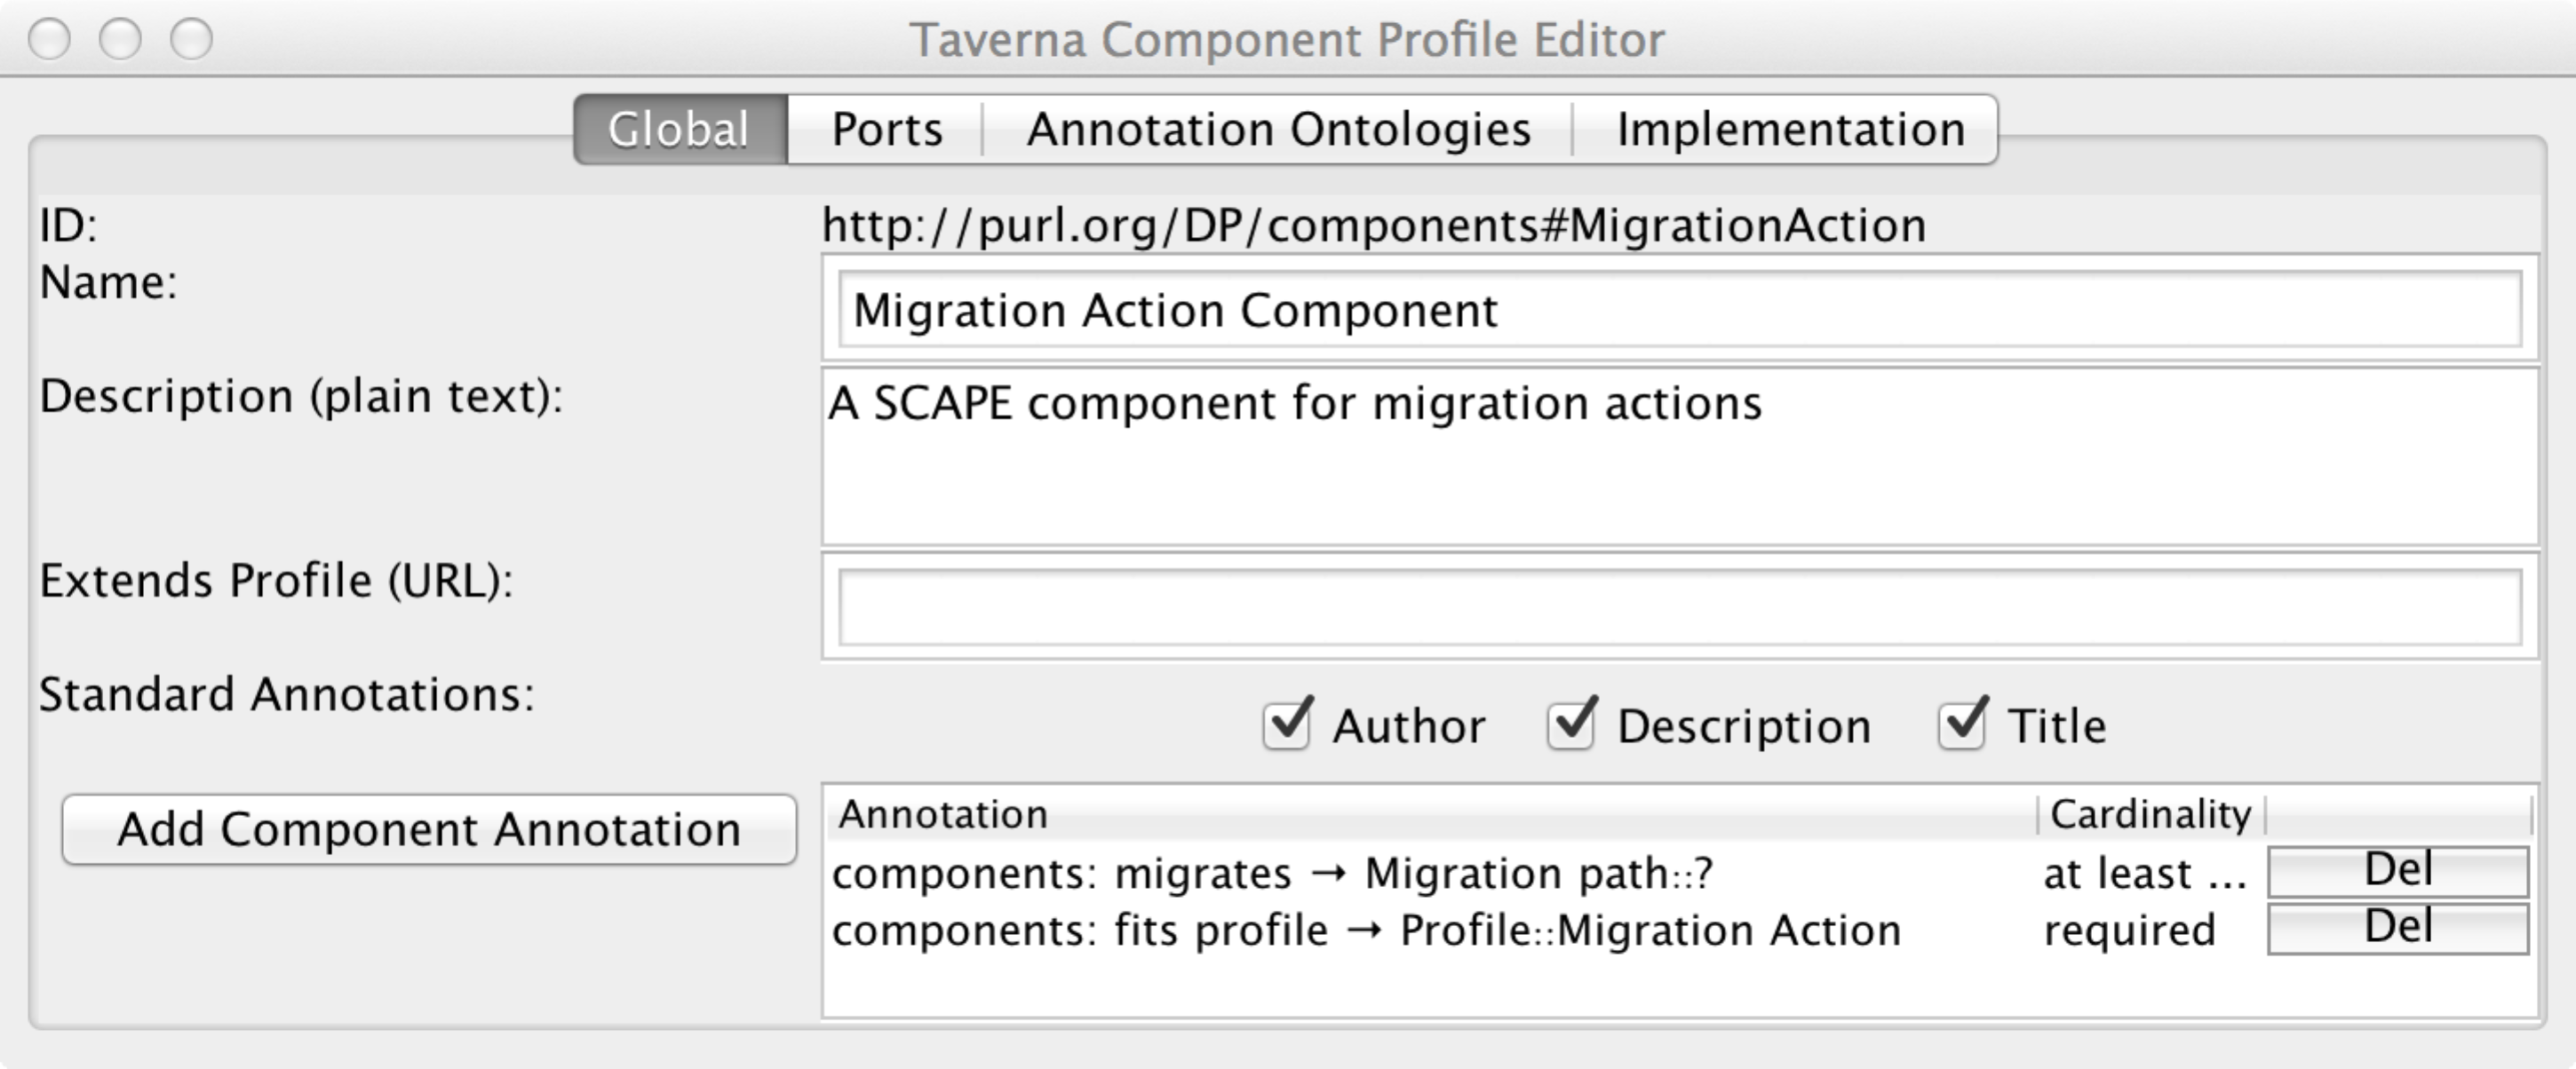 Taverna Component Profile Editor
Global Ports Annotation Ontologies Implementation
ID: http://purl.org/DP/components#MigrationAction
Name: Migration Action Component
Description (plain text): A SCAPE component for migration actions
Extends Profile (URL):
Standard Annotations: Author Description Title
Add Component Annotation
Annotation Cardinality
components: migrates → Migration path::? at least ... Del
components: fits profile → Profile::Migration Action required Del